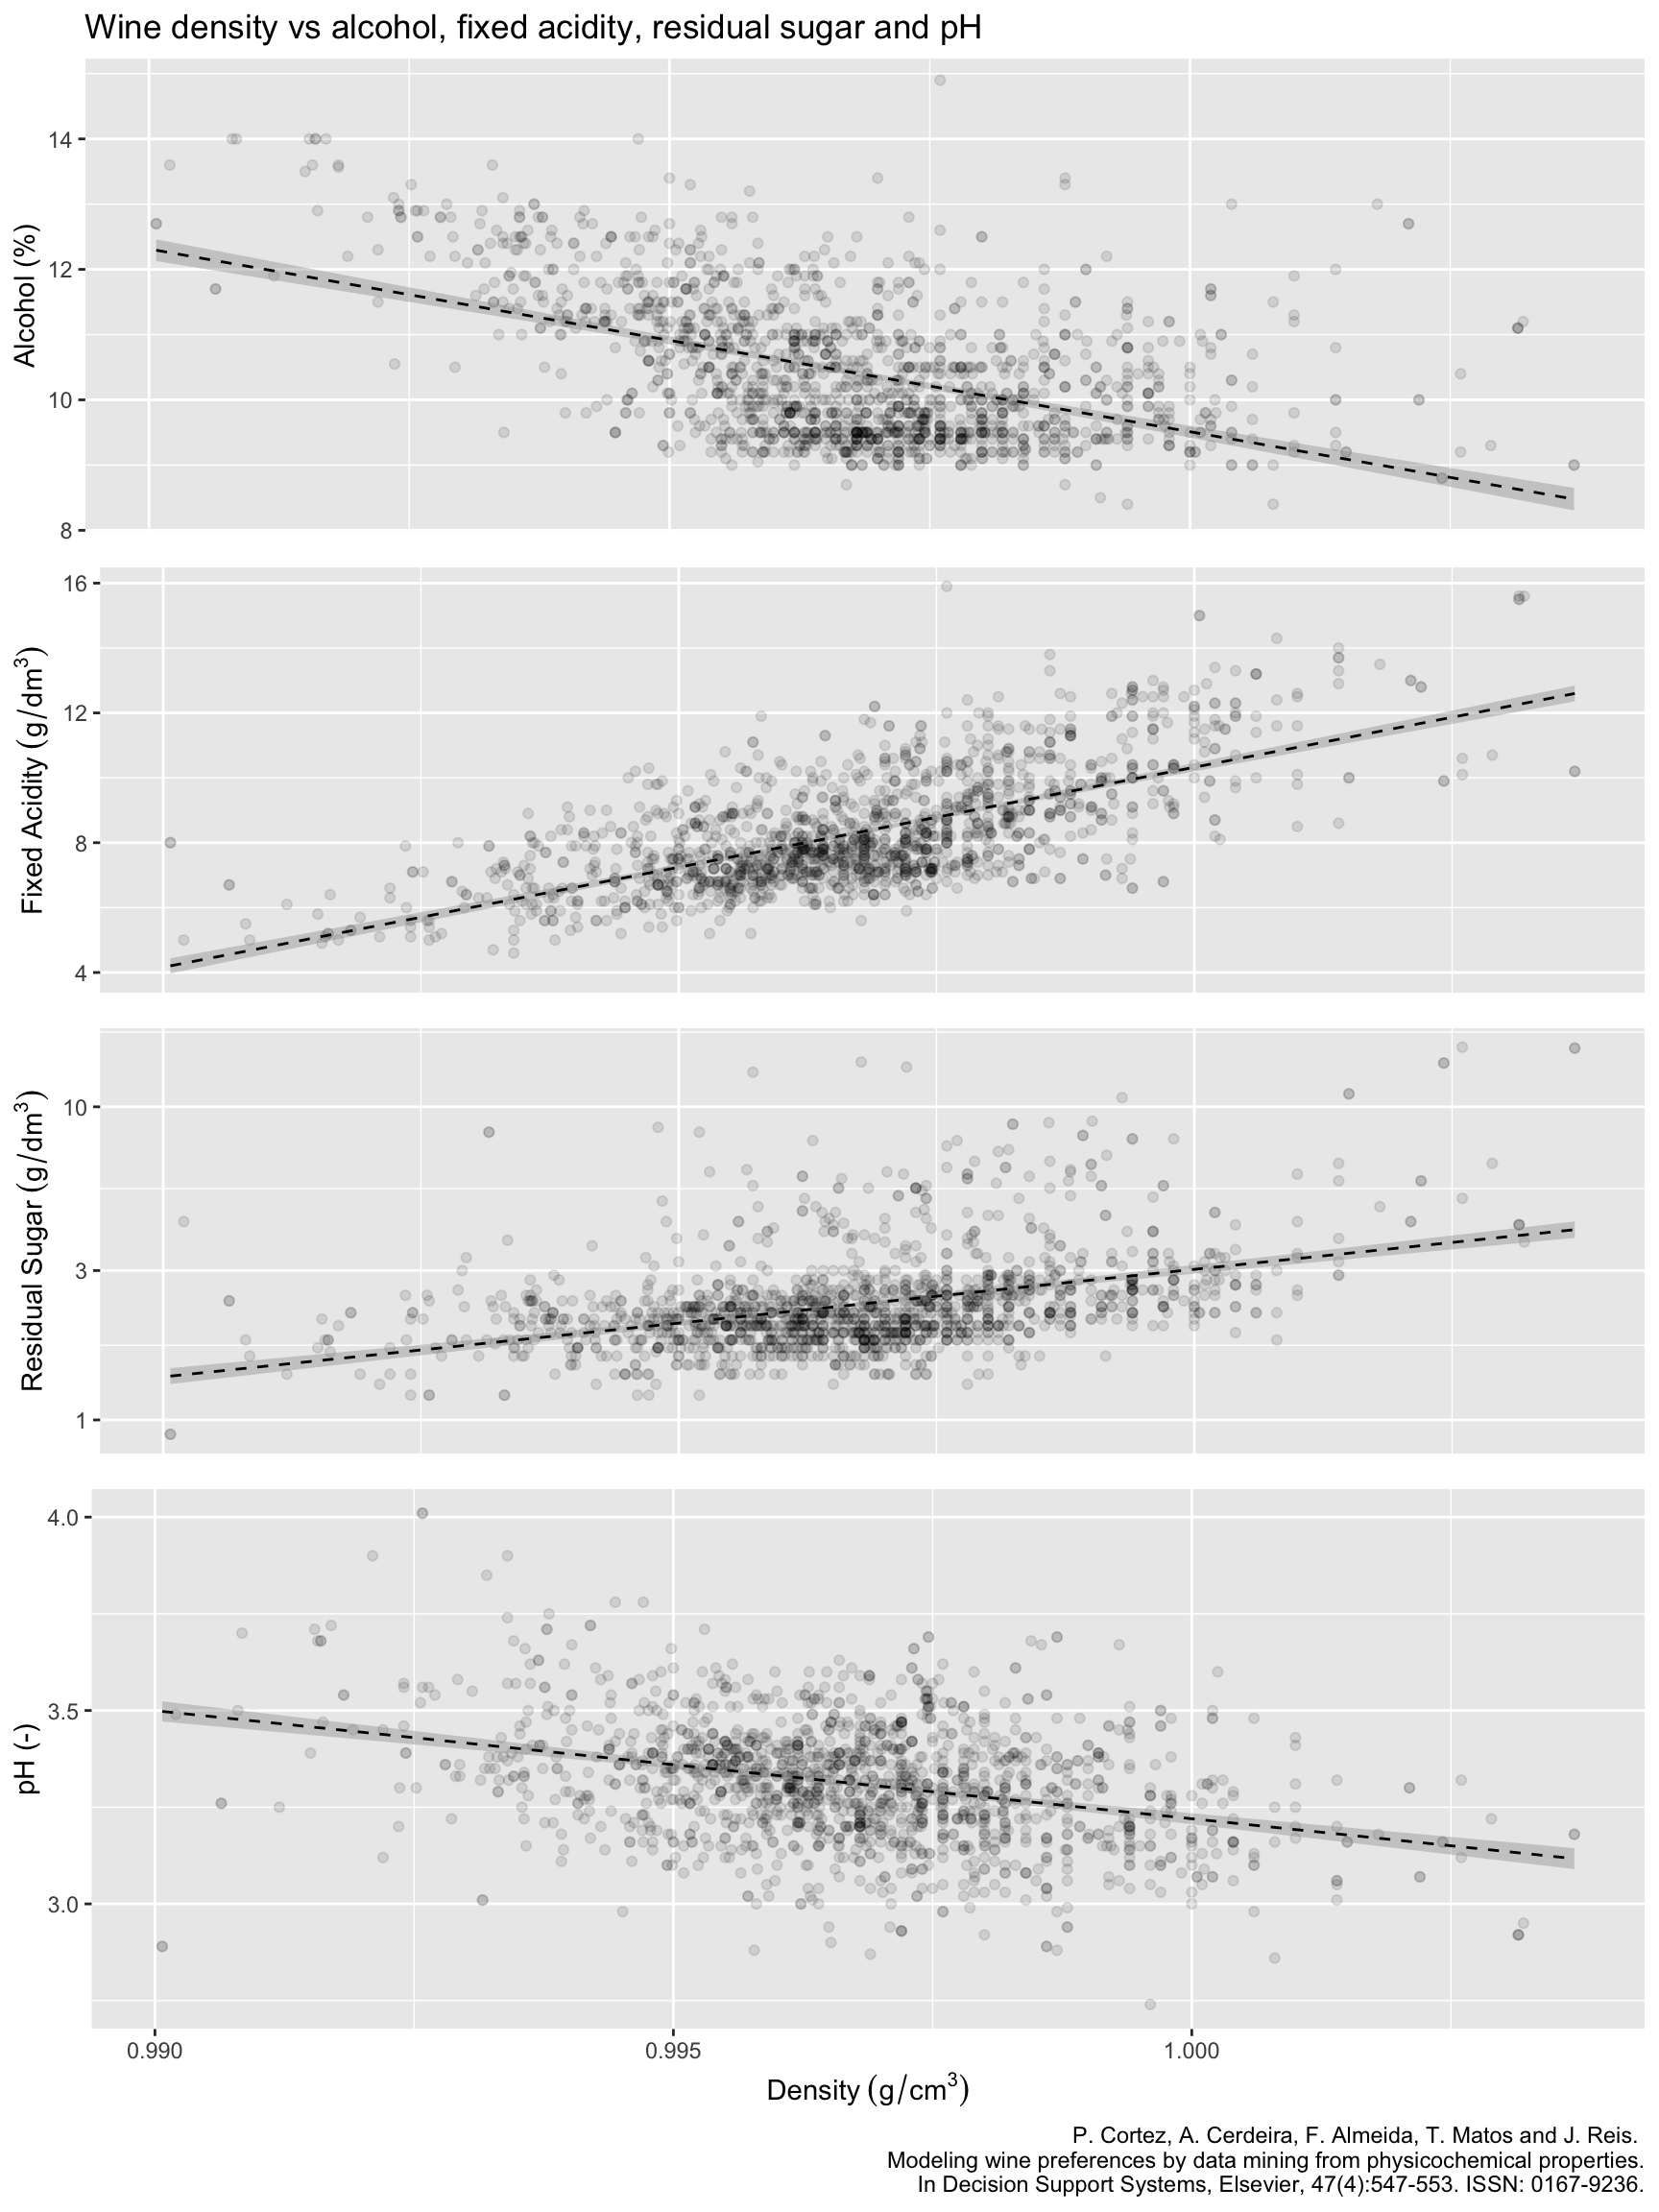 Wine density vs alcohol, fixed acidity, residual sugar and pH
14
12
10
8
Alcohol (%)
16
12
8
4
Fixed Acidity (g/dm³)
10
3
1
Residual Sugar (g/dm³)
4.0
3.5
3.0
pH (-)
0.990 0.995 1.000
Density (g/cm³)
P. Cortez, A. Cerdeira, F. Almeida, T. Matos and J. Reis.
Modeling wine preferences by data mining from physicochemical properties.
In Decision Support Systems, Elsevier, 47(4):547-553. ISSN: 0167-9236.